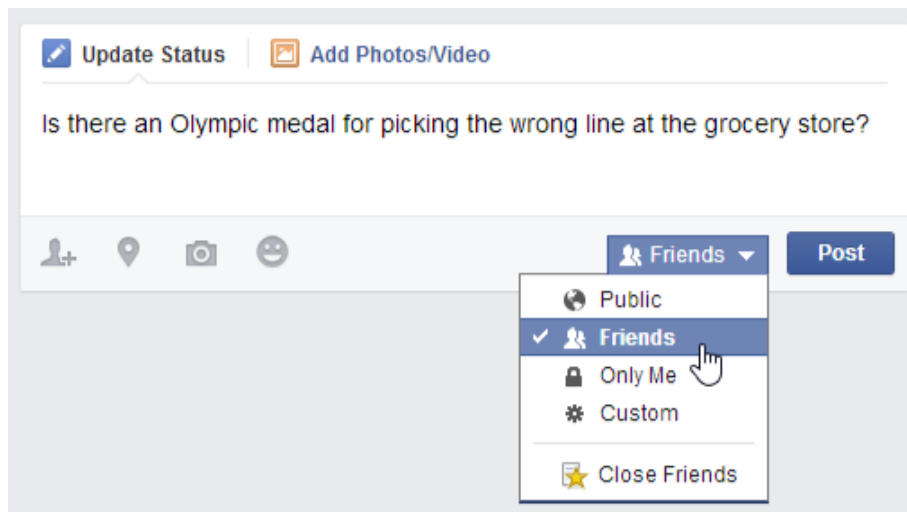 Update Status Add Photos/Video
Is there an Olympic medal for picking the wrong line at the grocery store?
Friends Post
Public
Friends
Only Me
Custom
Close Friends